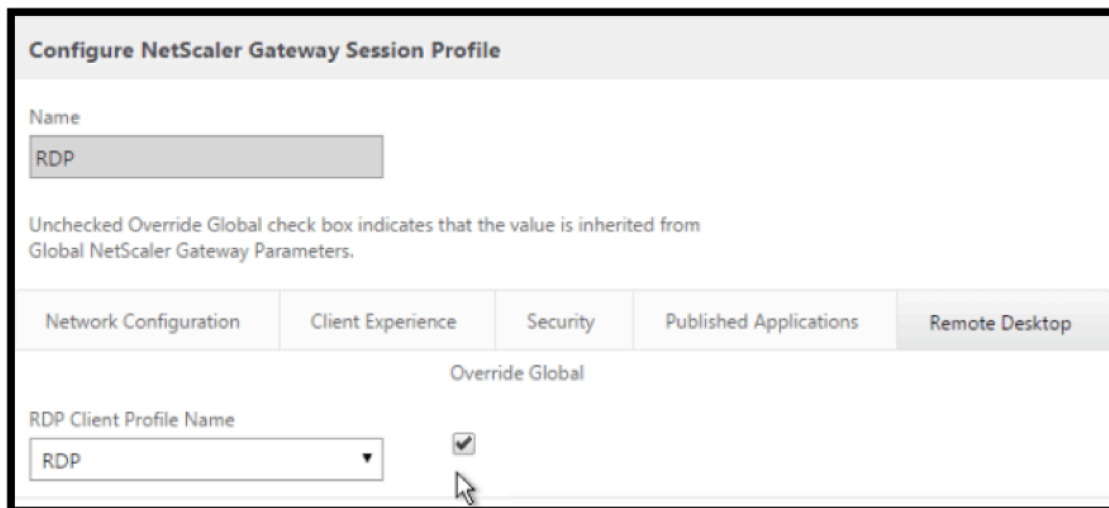 Configure NetScaler Gateway Session Profile
Name
RDP
Unchecked Override Global check box indicates that the value is inherited from
Global NetScaler Gateway Parameters.
Network Configuration Client Experience Security Published Applications Remote Desktop
Override Global
RDP Client Profile Name
RDP